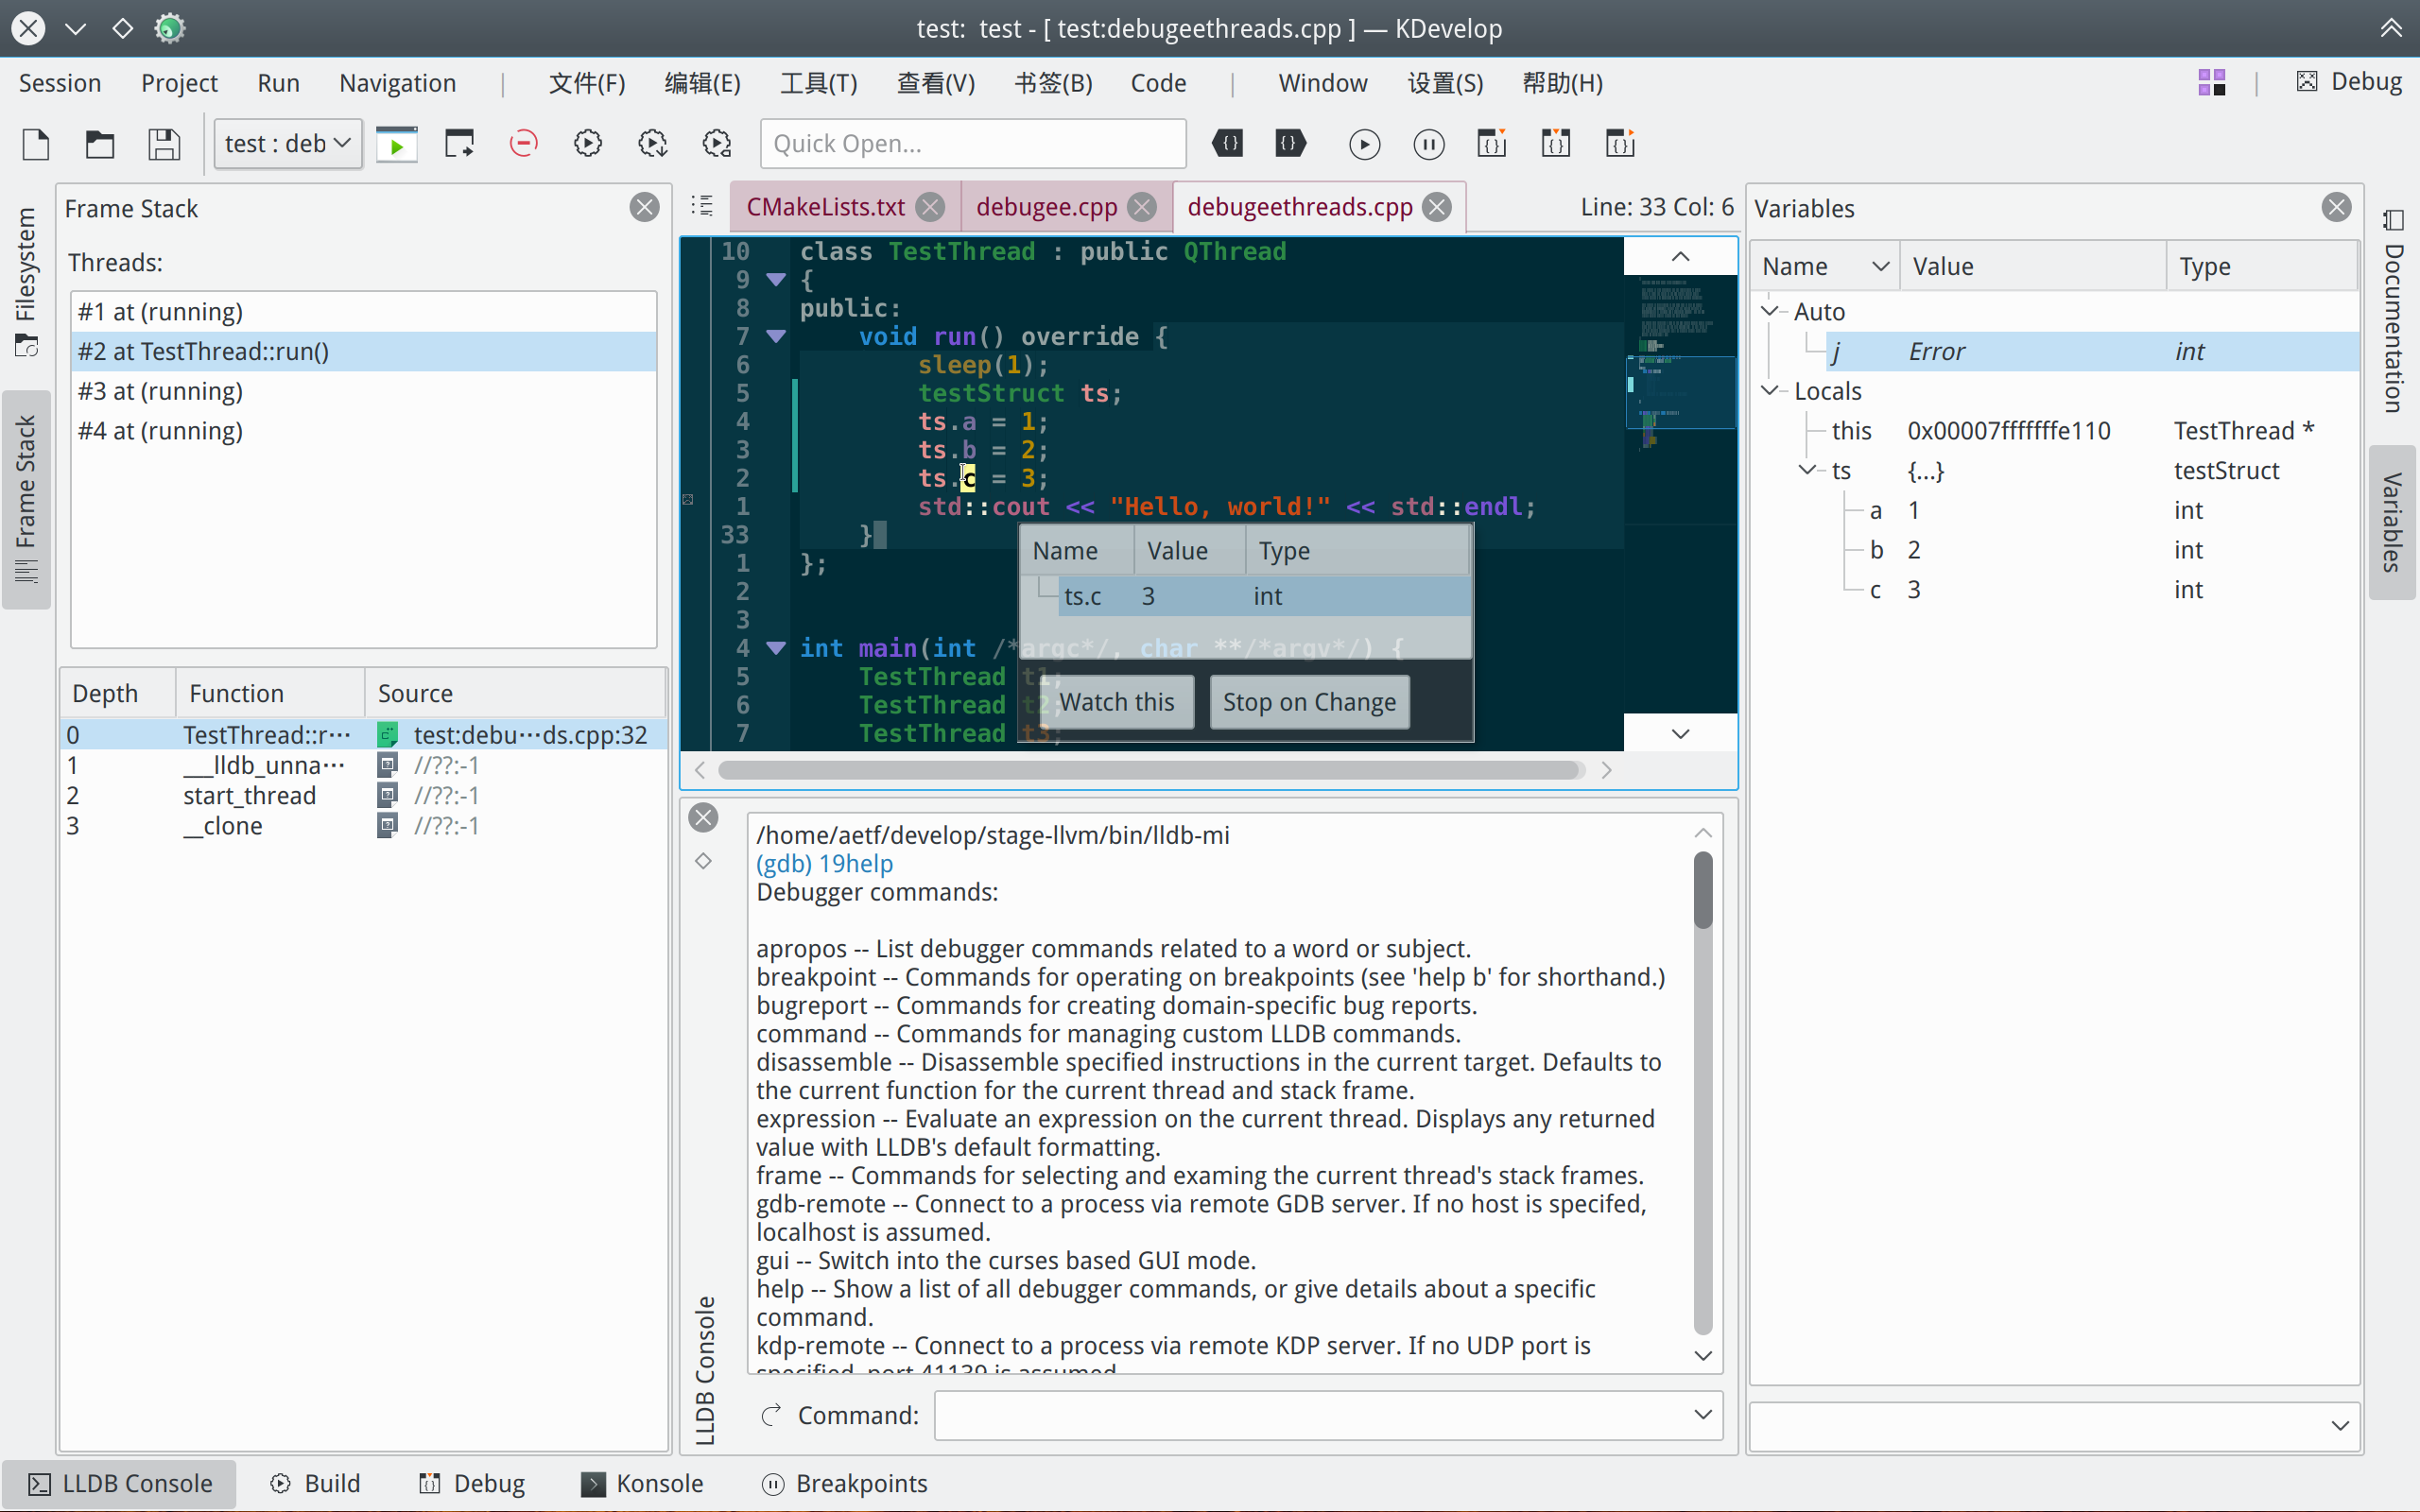 test:  test - [ test:debugeethreads.cpp ] — KDevelop
Session Project Run Navigation | 文件(F) 编辑(E) 工具(T) 查看(V) 书签(B) Code | Window 设置(S) 帮助(H) | Debug
test : deb Quick Open...
Filesystem
Frame Stack
Frame Stack
Threads:
#1 at (running)
#2 at TestThread::run()
#3 at (running)
#4 at (running)
Depth Function Source
0 TestThread::r··· test:debu···ds.cpp:32
1 ___lldb_unna··· //??:-1
2 start_thread //??:-1
3 __clone //??:-1
CMakeLists.txt debugee.cpp debugeethreads.cpp Line: 33 Col: 6
10 class TestThread : public QThread
9 {
8 public:
7 void run() override {
6 sleep(1);
5 testStruct ts;
4 ts.a = 1;
3 ts.b = 2;
2 ts.c = 3;
1 std::cout << "Hello, world!" << std::endl;
33 }
1 };
2
3
4 int main(int /*argc*/, char **/*argv*/) {
5 TestThread t1;
6 TestThread t2;
7 TestThread t3;
Name Value Type
ts.c 3 int
Watch this Stop on Change
LLDB Console
/home/aetf/develop/stage-llvm/bin/lldb-mi
(gdb) 19help
Debugger commands:
apropos -- List debugger commands related to a word or subject.
breakpoint -- Commands for operating on breakpoints (see 'help b' for shorthand.)
bugreport -- Commands for creating domain-specific bug reports.
command -- Commands for managing custom LLDB commands.
disassemble -- Disassemble specified instructions in the current target. Defaults to
the current function for the current thread and stack frame.
expression -- Evaluate an expression on the current thread. Displays any returned
value with LLDB's default formatting.
frame -- Commands for selecting and examing the current thread's stack frames.
gdb-remote -- Connect to a process via remote GDB server. If no host is specifed,
localhost is assumed.
gui -- Switch into the curses based GUI mode.
help -- Show a list of all debugger commands, or give details about a specific
command.
kdp-remote -- Connect to a process via remote KDP server. If no UDP port is
specified, port 41139 is assumed.
Command:
Variables
Name Value Type
Auto
j Error int
Locals
this 0x00007fffffffe110 TestThread *
ts {...} testStruct
a 1 int
b 2 int
c 3 int
Documentation
Variables
LLDB Console Build Debug Konsole Breakpoints